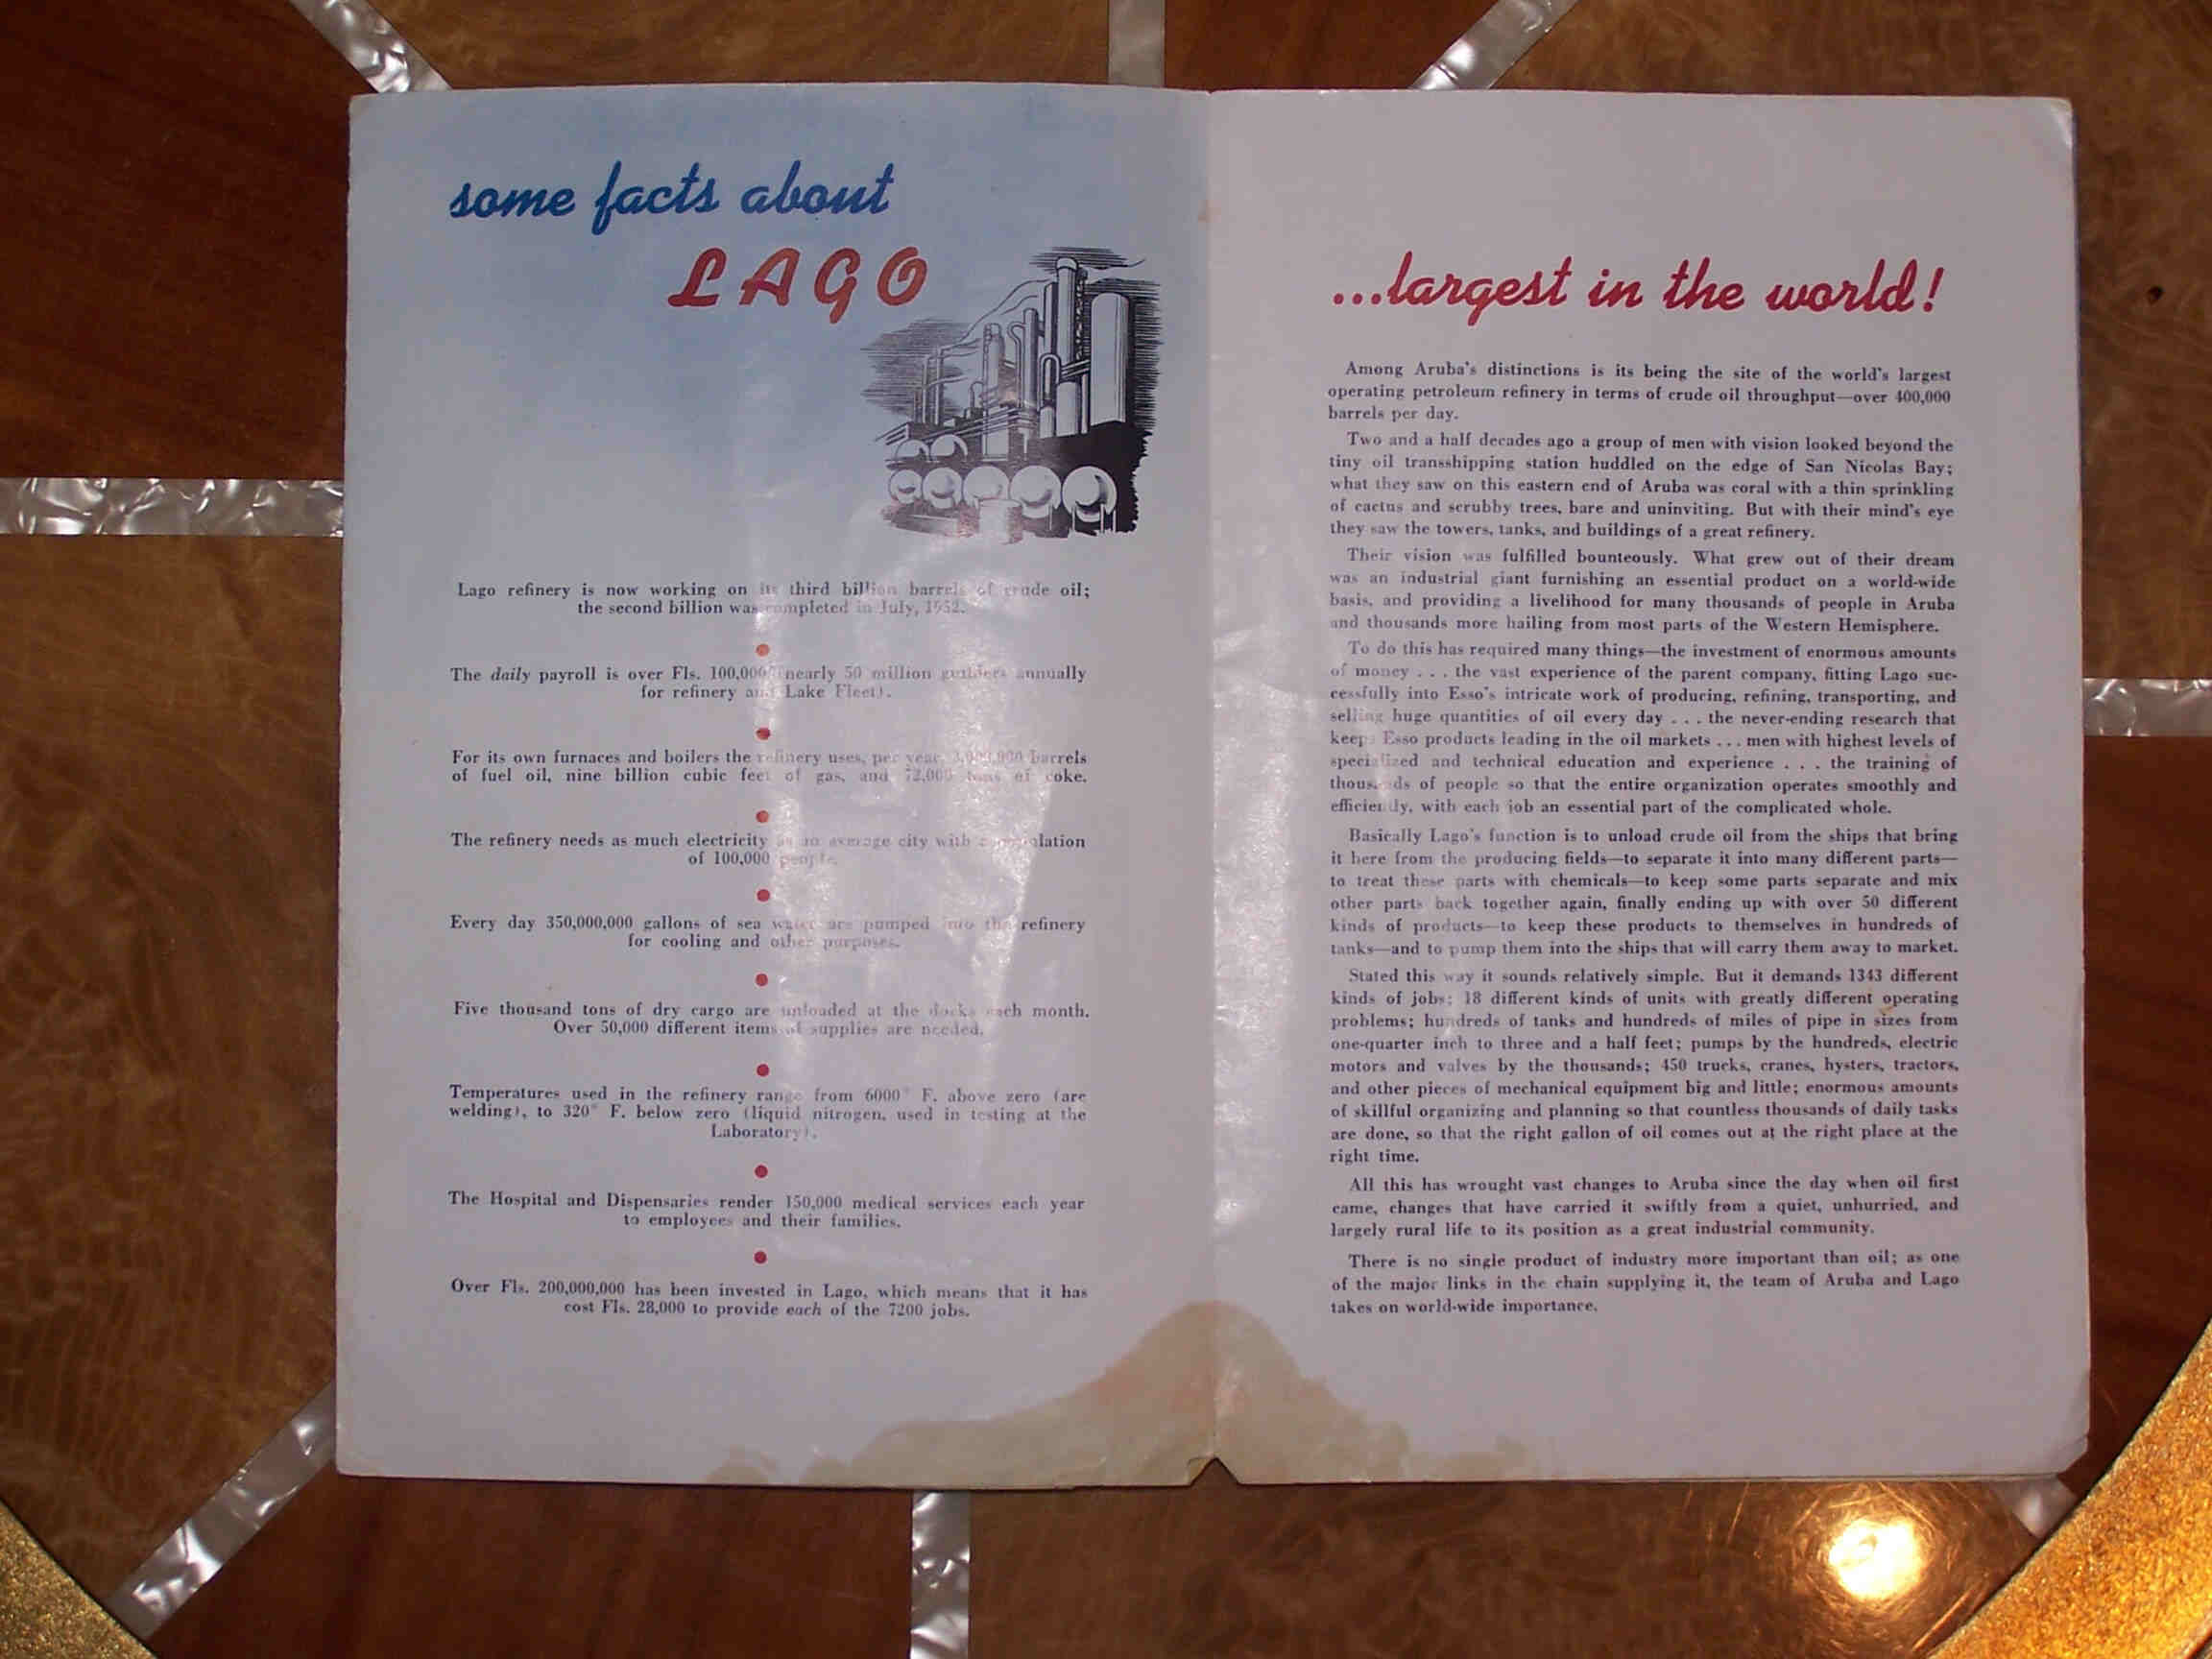 some facts about
LAGO
Lago refinery is now working on its third billion barrels of crude oil;
the second billion was completed in July, 1952.
The daily payroll is over Fls. 100,000 (nearly 50 million guilders annually
for refinery and Lake Fleet).
For its own furnaces and boilers the refinery uses, per year, barrels
of fuel oil, nine billion cubic feet of gas, and 72,000 tons of coke.
The refinery needs as much electricity as an average city with a population
of 100,000 people.
Every day 350,000,000 gallons of sea water are pumped into the refinery
for cooling and other purposes.
Five thousand tons of dry cargo are unloaded at the docks each month.
Over 50,000 different items of supplies are needed.
Temperatures used in the refinery range from 6000° F. above zero (arc
welding), to 320° F. below zero (liquid nitrogen, used in testing at the
Laboratory).
The Hospital and Dispensaries render 150,000 medical services each year
to employees and their families.
Over Fls. 200,000,000 has been invested in Lago, which means that it has
cost Fls. 28,000 to provide each of the 7200 jobs.
...largest in the world!
Among Aruba's distinctions is its being the site of the world's largest
operating petroleum refinery in terms of crude oil throughput—over 400,000
barrels per day.
Two and a half decades ago a group of men with vision looked beyond the
tiny oil transshipping station huddled on the edge of San Nicolas Bay;
what they saw on this eastern end of Aruba was coral with a thin sprinkling
of cactus and scrubby trees, bare and uninviting. But with their mind's eye
they saw the towers, tanks, and buildings of a great refinery.
Their vision was fulfilled bounteously. What grew out of their dream
was an industrial giant furnishing an essential product on a world-wide
basis, and providing a livelihood for many thousands of people in Aruba
and thousands more hailing from most parts of the Western Hemisphere.
To do this has required many things—the investment of enormous amounts
of money . . . the vast experience of the parent company, fitting Lago suc-
cessfully into Esso's intricate work of producing, refining, transporting, and
selling huge quantities of oil every day . . . the never-ending research that
keeps Esso products leading in the oil markets ... men with highest levels of
specialized and technical education and experience . . . the training of
thousands of people so that the entire organization operates smoothly and
efficiently, with each job an essential part of the complicated whole.
Basically Lago's function is to unload crude oil from the ships that bring
it here from the producing fields—to separate it into many different parts—
to treat these parts with chemicals—to keep some parts separate and mix
other parts back together again, finally ending up with over 50 different
kinds of products—to keep these products to themselves in hundreds of
tanks—and to pump them into the ships that will carry them away to market.
Stated this way it sounds relatively simple. But it demands 1343 different
kinds of jobs; 18 different kinds of units with greatly different operating
problems; hundreds of tanks and hundreds of miles of pipe in sizes from
one-quarter inch to three and a half feet; pumps by the hundreds, electric
motors and valves by the thousands; 450 trucks, cranes, hysters, tractors,
and other pieces of mechanical equipment big and little; enormous amounts
of skillful organizing and planning so that countless thousands of daily tasks
are done, so that the right gallon of oil comes out at the right place at the
right time.
All this has wrought vast changes to Aruba since the day when oil first
came, changes that have carried it swiftly from a quiet, unhurried, and
largely rural life to its position as a great industrial community.
There is no single product of industry more important than oil; as one
of the major links in the chain supplying it, the team of Aruba and Lago
takes on world-wide importance.